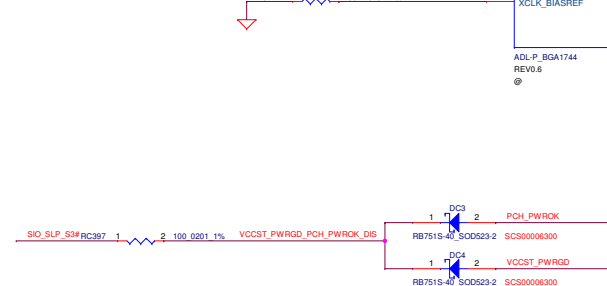 XCLK_BIASREF
ADL-P_BGA1744
REV0.6
@
DC3
1 2 PCH_PWROK
SIO_SLP_S3# RC397 1 2 100_0201_1% VCCST_PWRGD_PCH_PWROK_DIS
RB751S-40_SOD523-2 SCS00006300
DC4
1 2 VCCST_PWRGD
RB751S-40_SOD523-2 SCS00006300